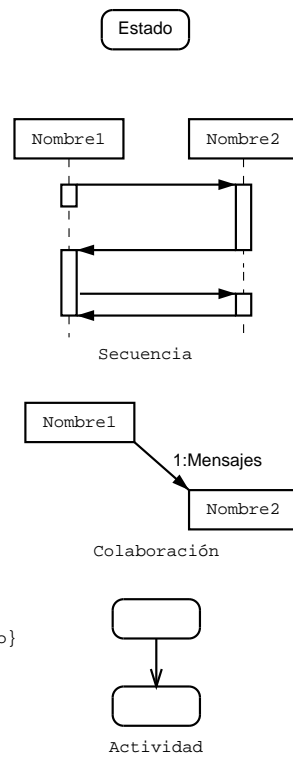 Estado
Nombre1 Nombre2
Secuencia
Nombre1
1:Mensajes
Nombre2
Colaboración
o}
Actividad